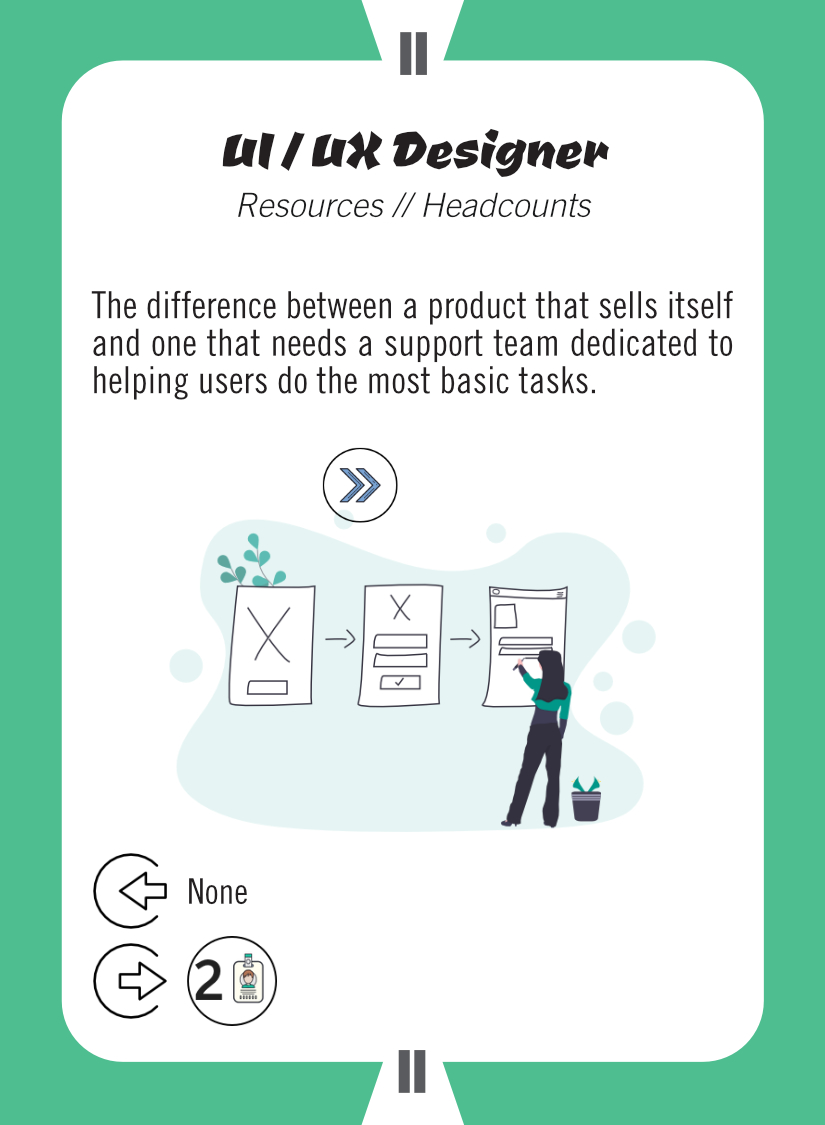 II
UI / UX Designer
Resources // Headcounts
The difference between a product that sells itself
and one that needs a support team dedicated to
helping users do the most basic tasks.
None
2
II